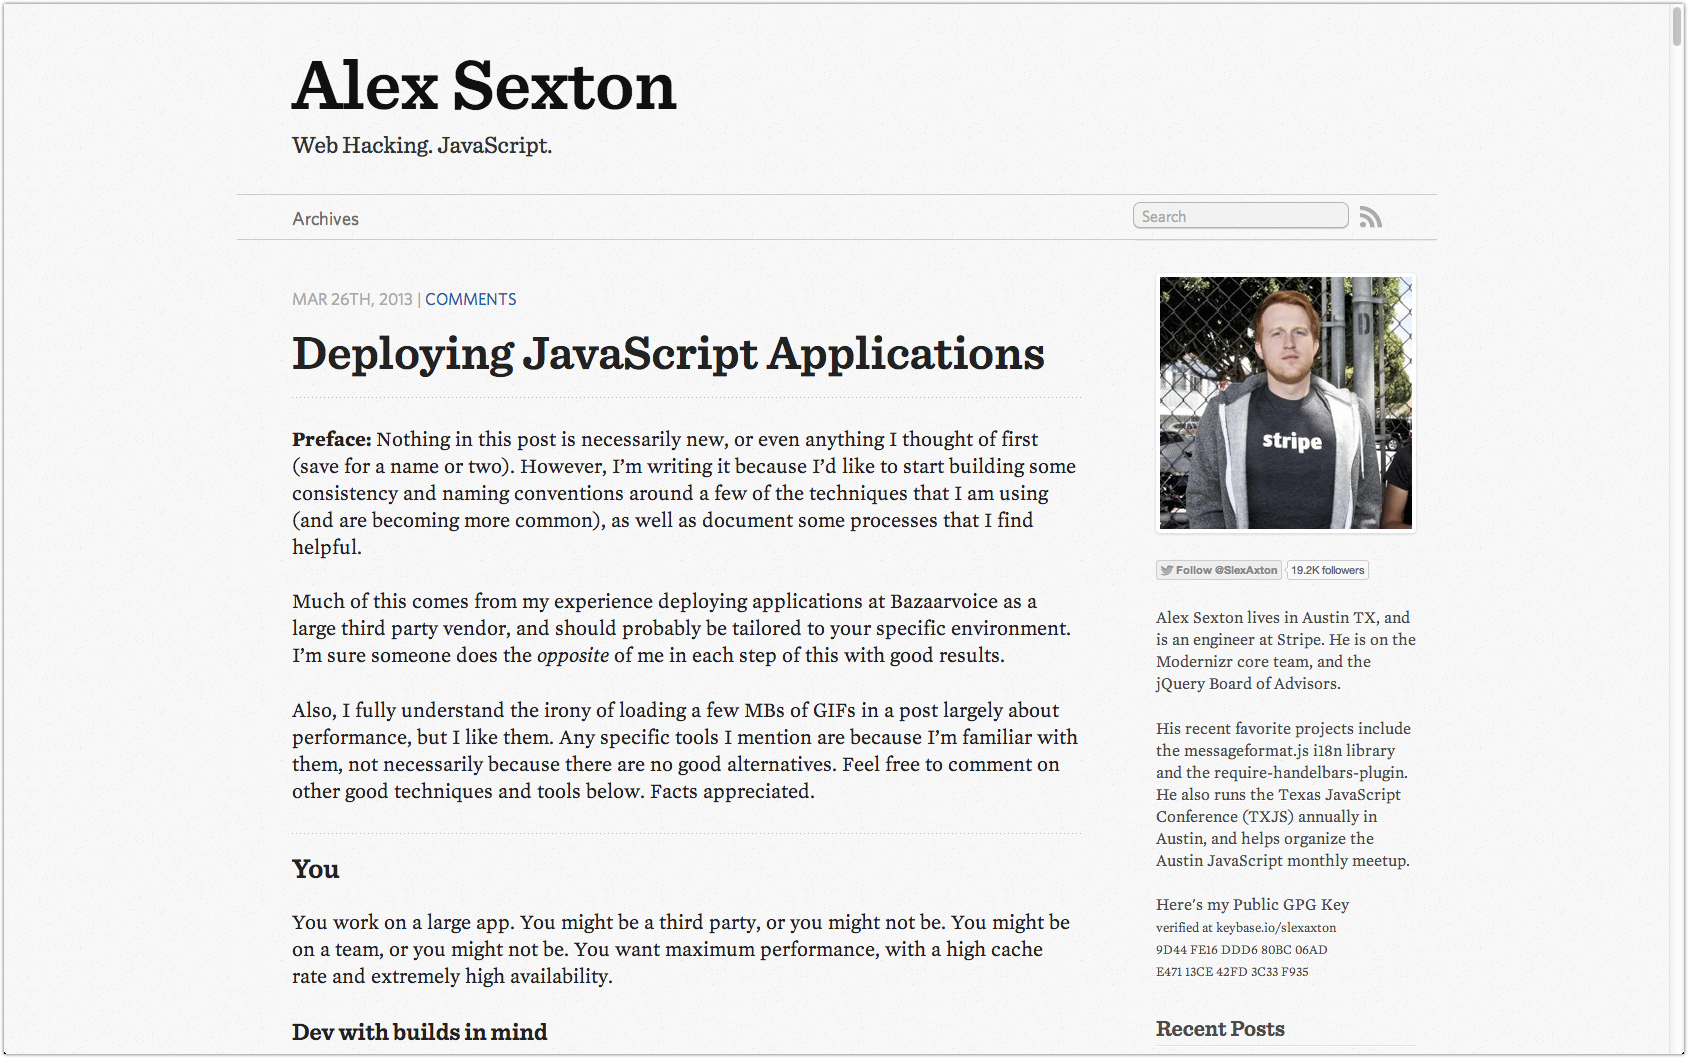 Alex Sexton
Web Hacking. JavaScript.
Archives
Search
MAR 26TH, 2013 | COMMENTS
Deploying JavaScript Applications
Preface: Nothing in this post is necessarily new, or even anything I thought of first
(save for a name or two). However, I'm writing it because I'd like to start building some
consistency and naming conventions around a few of the techniques that I am using
(and are becoming more common), as well as document some processes that I find
helpful.
Much of this comes from my experience deploying applications at Bazaarvoice as a
large third party vendor, and should probably be tailored to your specific environment.
I'm sure someone does the opposite of me in each step of this with good results.
Also, I fully understand the irony of loading a few MBs of GIFs in a post largely about
performance, but I like them. Any specific tools I mention are because I'm familiar with
them, not necessarily because there are no good alternatives. Feel free to comment on
other good techniques and tools below. Facts appreciated.
You
You work on a large app. You might be a third party, or you might not be. You might be
on a team, or you might not be. You want maximum performance, with a high cache
rate and extremely high availability.
Dev with builds in mind
D
stripe
Follow @SlexAxton
19.2K followers
Alex Sexton lives in Austin TX, and
is an engineer at Stripe. He is on the
Modernizr core team, and the
jQuery Board of Advisors.
His recent favorite projects include
the messageformat.js i18n library
and the require-handelbars-plugin.
He also runs the Texas JavaScript
Conference (TXJS) annually in
Austin, and helps organize the
Austin JavaScript monthly meetup.
Here's my Public GPG Key
verified at keybase.io/slexaxton
9D44 FE16 DDD6 80BC 06AD
E471 13CE 42FD 3C33 F935
Recent Posts